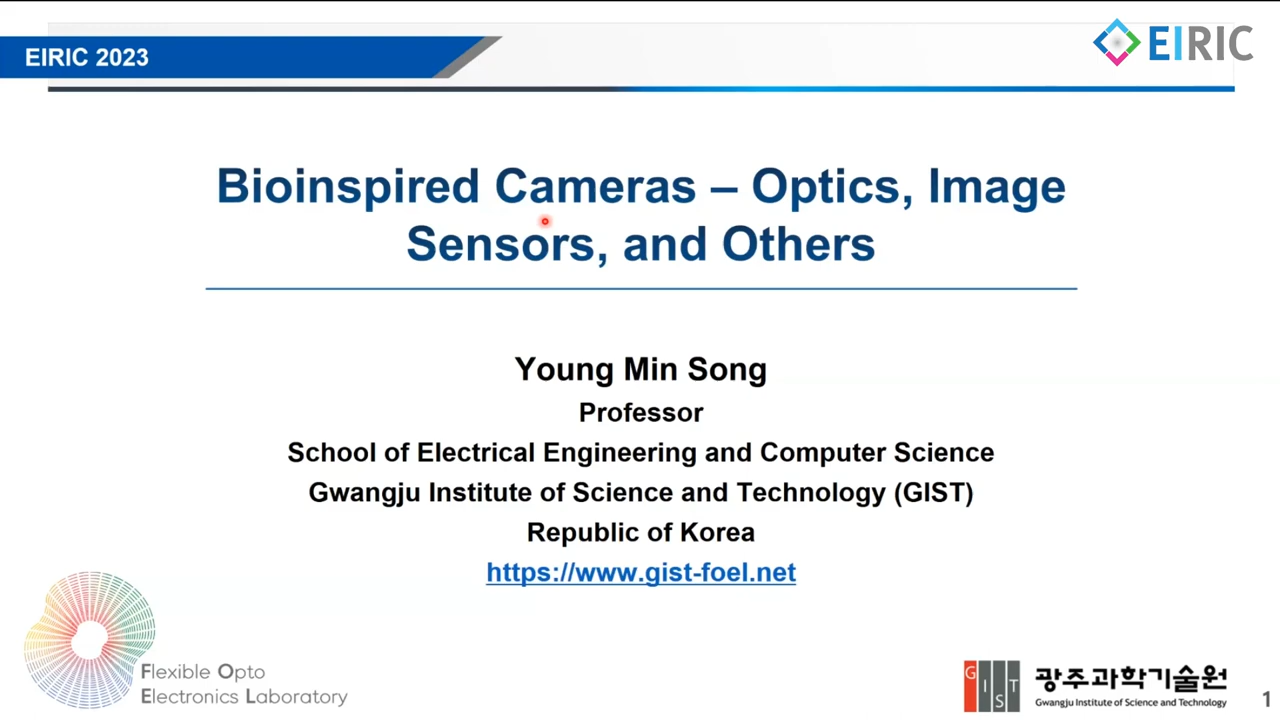 EIRIC 2023
EIRIC
Bioinspired Cameras – Optics, Image
Sensors, and Others
Young Min Song
Professor
School of Electrical Engineering and Computer Science
Gwangju Institute of Science and Technology (GIST)
Republic of Korea
https://www.gist-foel.net
Flexible Opto
Electronics Laboratory
GIST
광주과학기술원
Gwangju Institute of Science and Technology
1